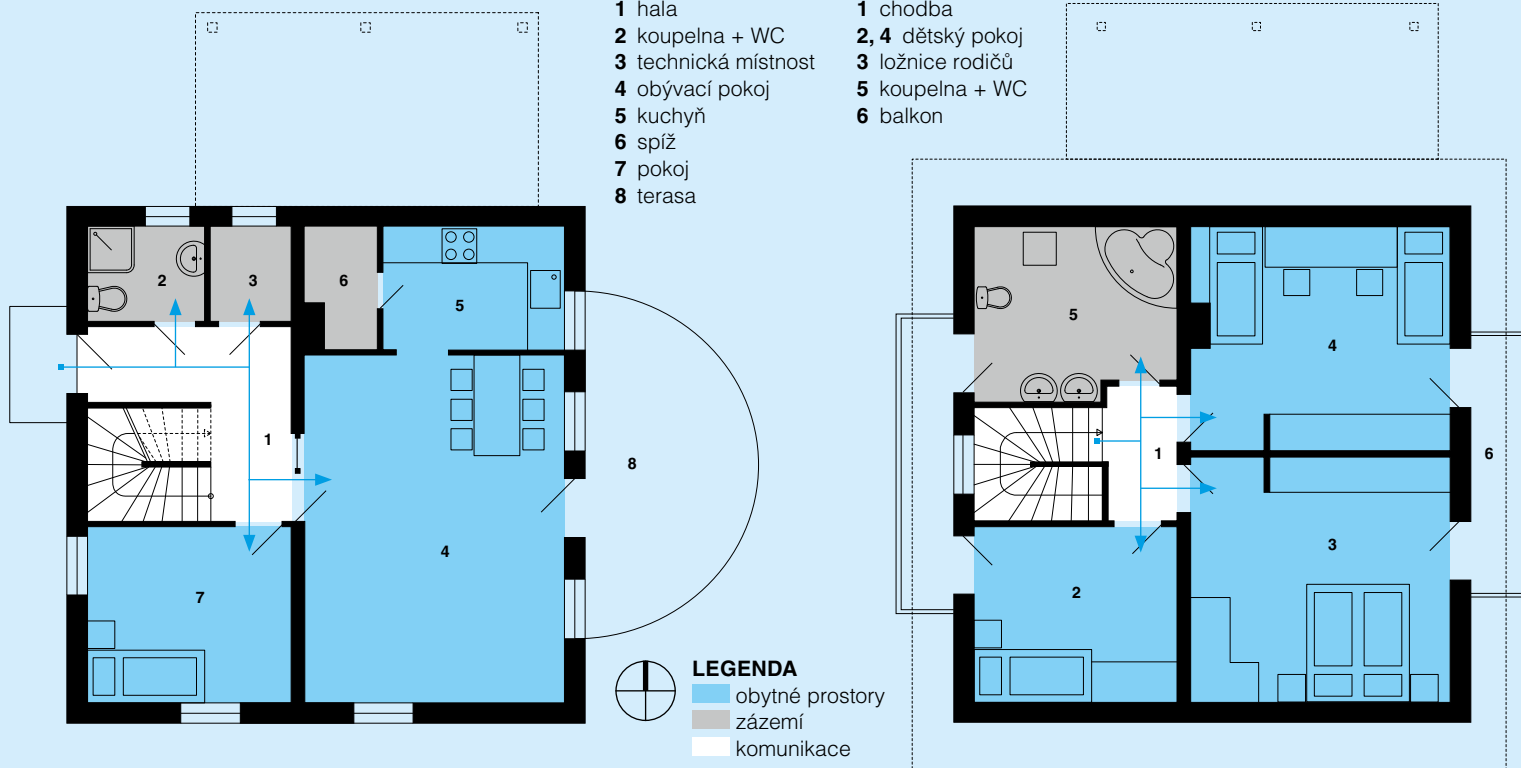 1 hala
2 koupelna + WC
3 technická místnost
4 obývací pokoj
5 kuchyň
6 spíž
7 pokoj
8 terasa
1 chodba
2, 4 dětský pokoj
3 ložnice rodičů
5 koupelna + WC
6 balkon
2
3
6
5
1
8
4
7
5
4
1
6
3
2
LEGENDA
obytné prostory
zázemí
komunikace